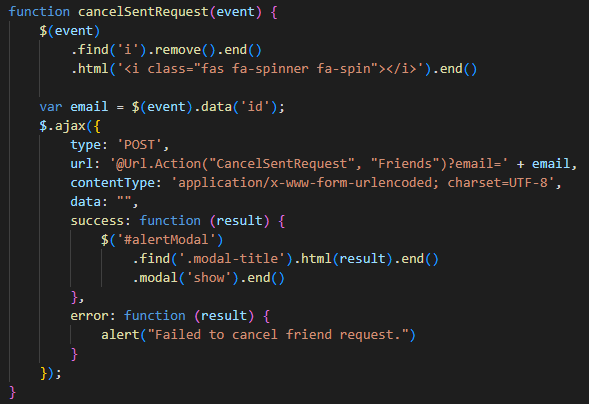 function cancelSentRequest(event) {
    $(event)
        .find('i').remove().end()
        .html('<i class="fas fa-spinner fa-spin"></i>').end()

    var email = $(event).data('id');
    $.ajax({
        type: 'POST',
        url: '@Url.Action("CancelSentRequest", "Friends")?email=' + email,
        contentType: 'application/x-www-form-urlencoded; charset=UTF-8',
        data: "",
        success: function (result) {
            $('#alertModal')
                .find('.modal-title').html(result).end()
                .modal('show').end()
        },
        error: function (result) {
            alert("Failed to cancel friend request.")
        }
    });
}